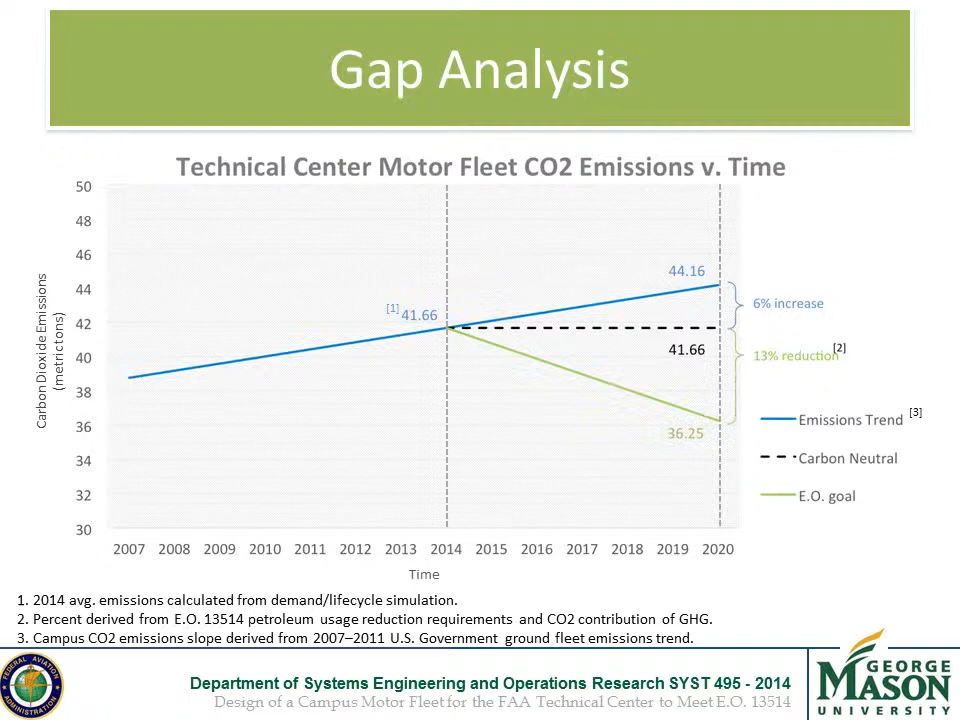 Gap Analysis
Technical Center Motor Fleet CO2 Emissions v. Time
Carbon Dioxide Emissions
(metric tons)
50
48
46
44
42
40
38
36
34
32
30
[1] 41.66
44.16
41.66
36.25
6% increase
13% reduction [2]
Emissions Trend [3]
Carbon Neutral
E.O. goal
2007 2008 2009 2010 2011 2012 2013 2014 2015 2016 2017 2018 2019 2020
Time
1. 2014 avg. emissions calculated from demand/lifecycle simulation.
2. Percent derived from E.O. 13514 petroleum usage reduction requirements and CO2 contribution of GHG.
3. Campus CO2 emissions slope derived from 2007–2011 U.S. Government ground fleet emissions trend.
FEDERAL AVIATION
ADMINISTRATION
Department of Systems Engineering and Operations Research SYST 495 - 2014
Design of a Campus Motor Fleet for the FAA Technical Center to Meet E.O. 13514
GEORGE
MASON
UNIVERSITY